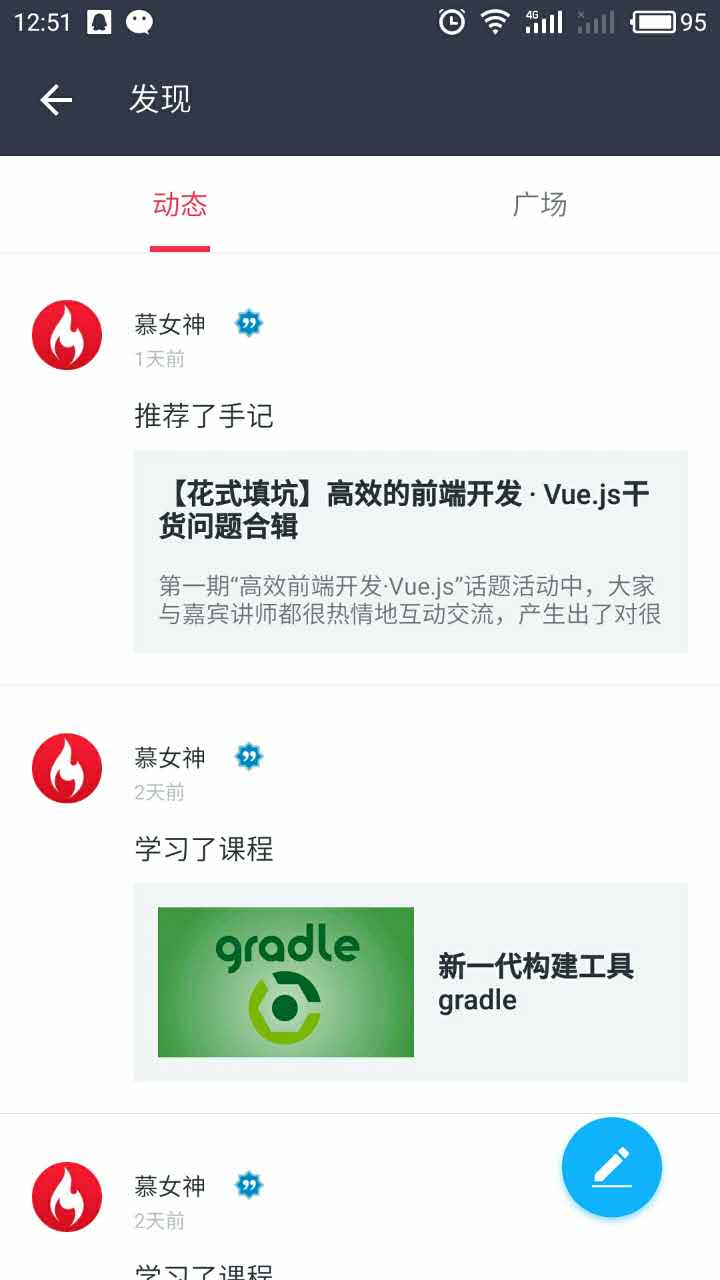 12:51
4G
95
发现
动态
广场
慕女神
1天前
推荐了手记
【花式填坑】高效的前端开发 · Vue.js干
货问题合辑
第一期“高效前端开发·Vue.js”话题活动中，大家
与嘉宾讲师都很热情地互动交流，产生出了对很
慕女神
2天前
学习了课程
gradle
新一代构建工具
gradle
慕女神
2天前
学习了课程